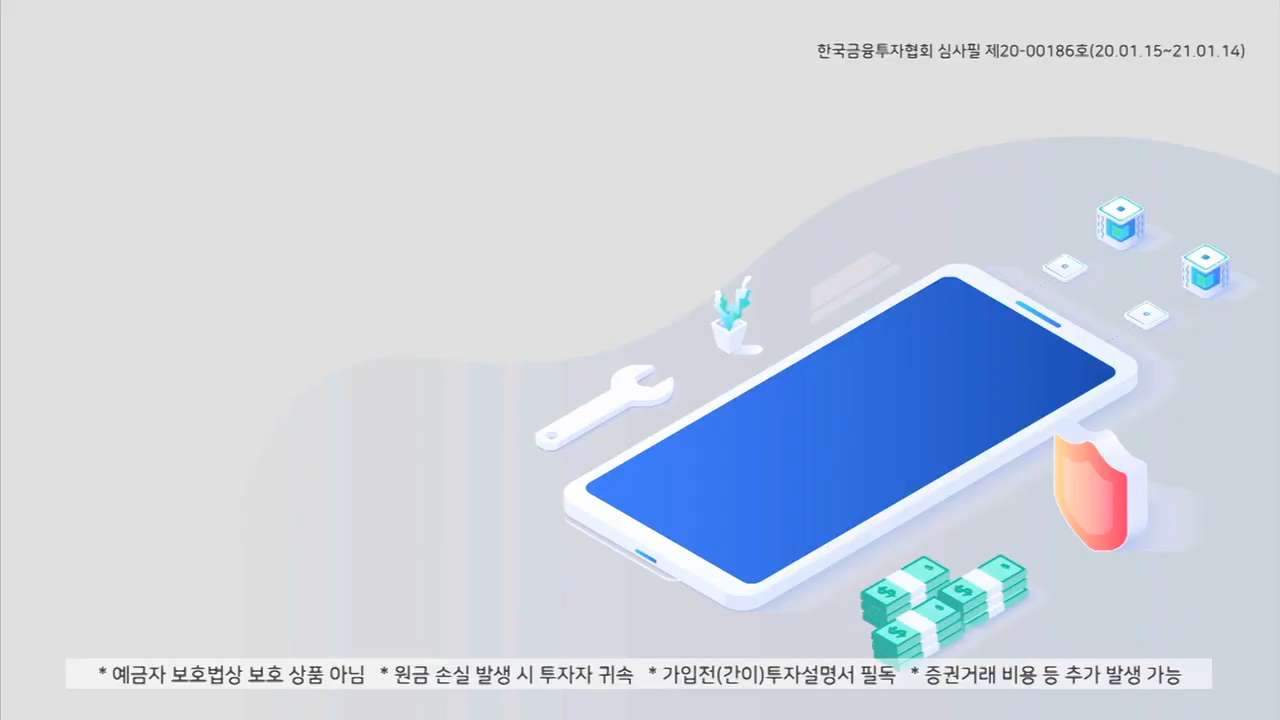 한국금융투자협회 심사필 제20-00186호(20.01.15~21.01.14)
* 예금자 보호법상 보호 상품 아님 * 원금 손실 발생 시 투자자 귀속 * 가입전(간이)투자설명서 필독 * 증권거래 비용 등 추가 발생 가능